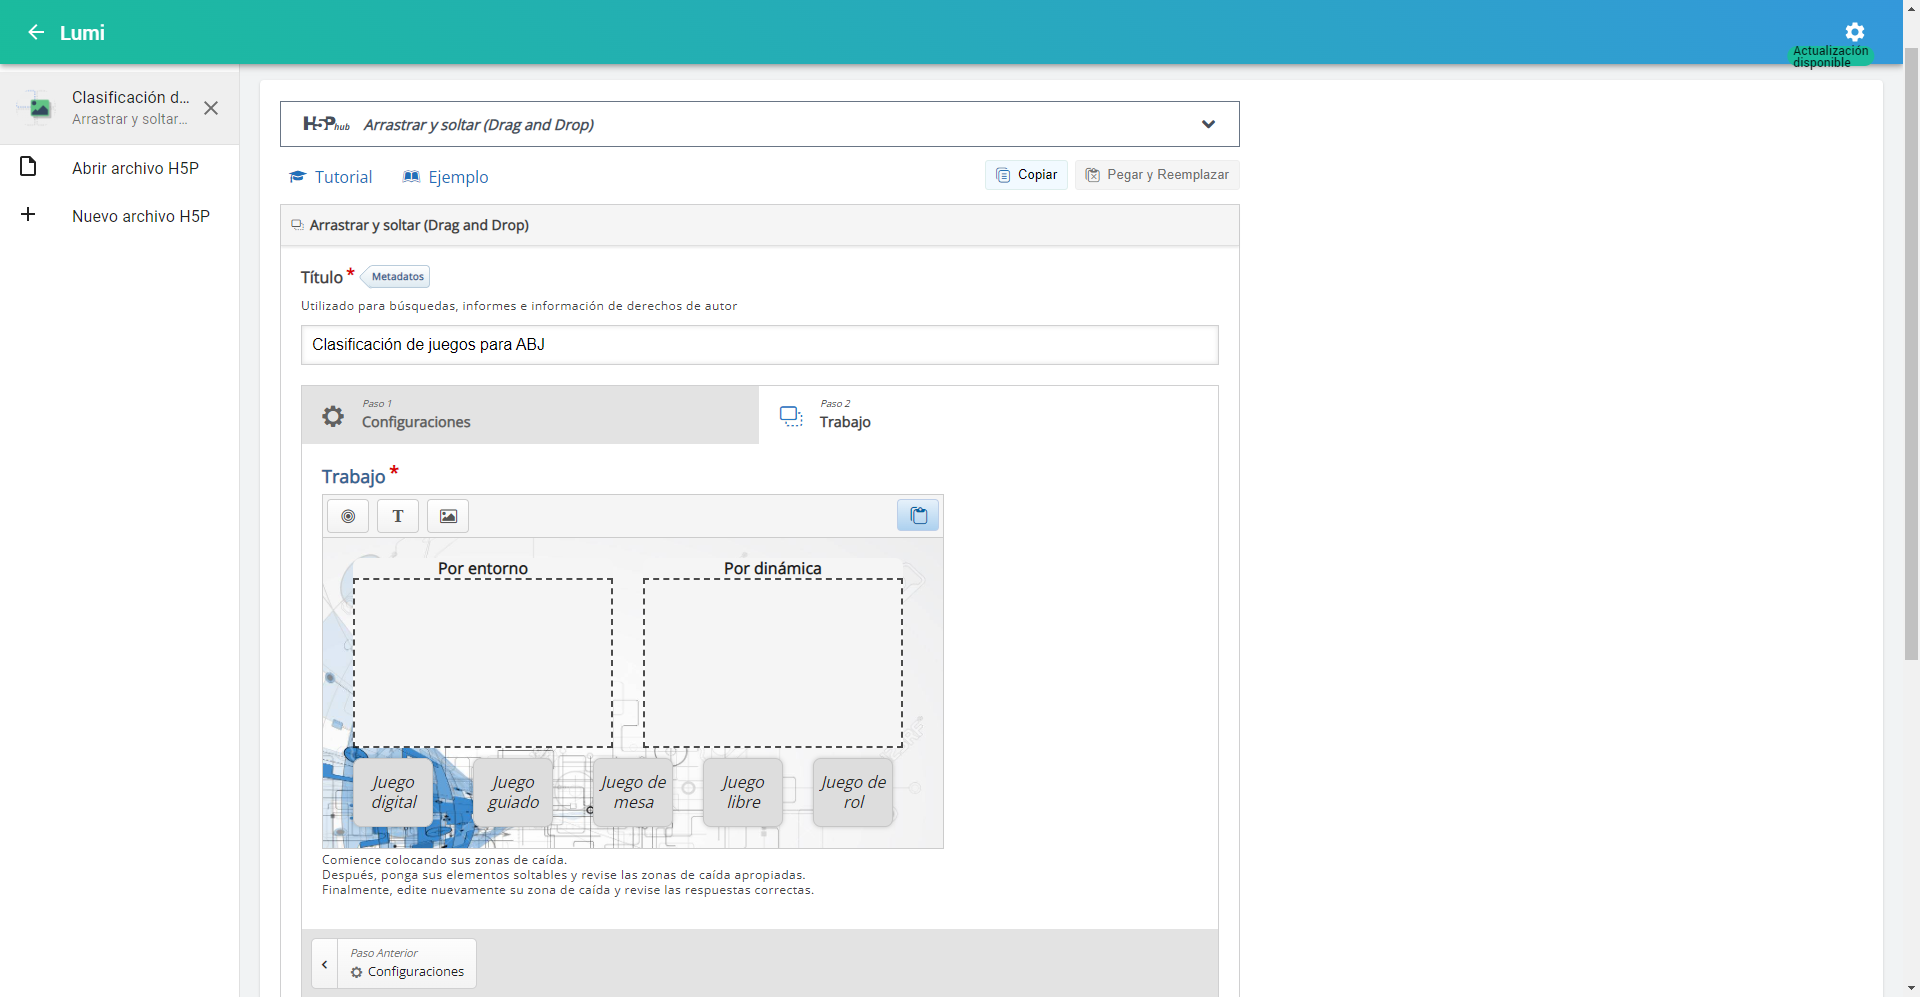 Lumi
Actualización
disponible
Clasificación d...
Arrastrar y soltar...
Abrir archivo H5P
Nuevo archivo H5P
H5Phub Arrastrar y soltar (Drag and Drop)
Tutorial Ejemplo Copiar Pegar y Reemplazar
Arrastrar y soltar (Drag and Drop)
Título * Metadatos
Utilizado para búsquedas, informes e información de derechos de autor
Clasificación de juegos para ABJ
Paso 1
Configuraciones
Paso 2
Trabajo
Trabajo *
T
Por entorno
Por dinámica
Juego
digital
Juego
guiado
Juego de
mesa
Juego
libre
Juego de
rol
Comience colocando sus zonas de caída.
Después, ponga sus elementos soltables y revise las zonas de caída apropiadas.
Finalmente, edite nuevamente su zona de caída y revise las respuestas correctas.
Paso Anterior
Configuraciones